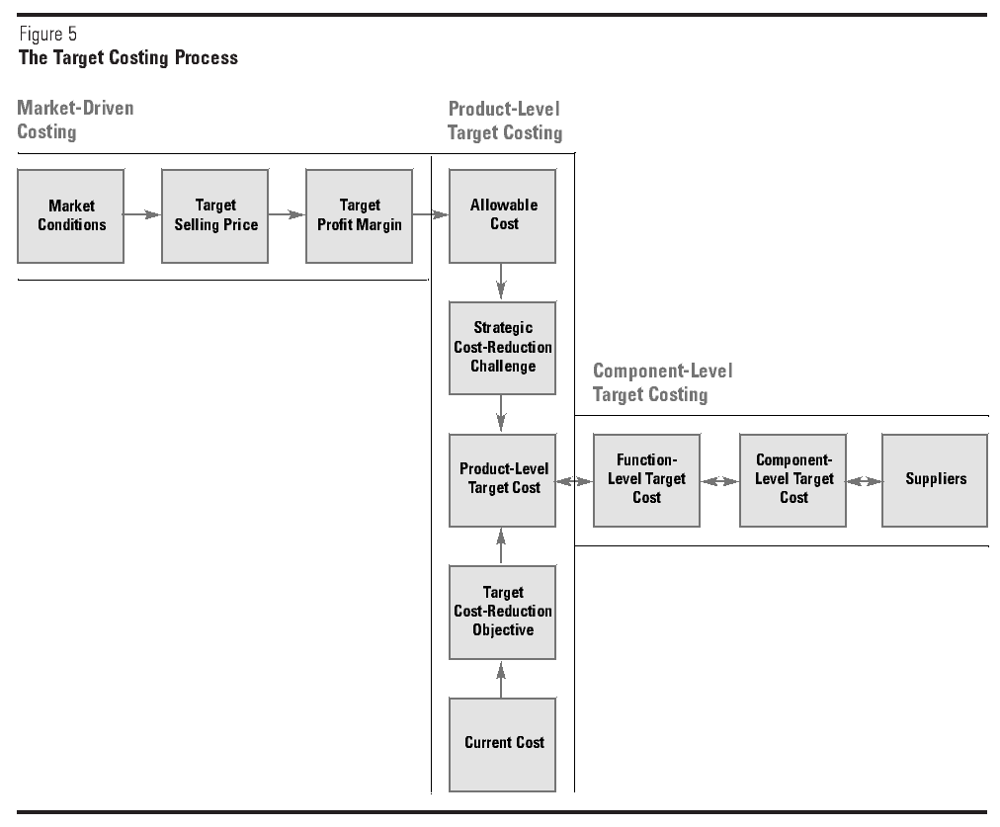 Figure 5
The Target Costing Process
Market-Driven
Costing
Product-Level
Target Costing
Market
Conditions
Target
Selling Price
Target
Profit Margin
Allowable
Cost
Strategic
Cost-Reduction
Challenge
Component-Level
Target Costing
Product-Level
Target Cost
Function-
Level Target
Cost
Component-
Level Target
Cost
Suppliers
Target
Cost-Reduction
Objective
Current Cost